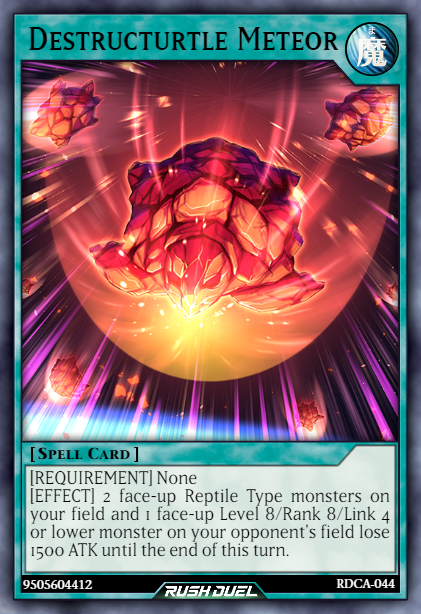 Destructurtle Meteor
ま
魔
[Spell Card]
[REQUIREMENT] None
[EFFECT] 2 face-up Reptile Type monsters on
your field and 1 face-up Level 8/Rank 8/Link 4
or lower monster on your opponent's field lose
1500 ATK until the end of this turn.
9505604412
RUSH DUEL
RDCA-044